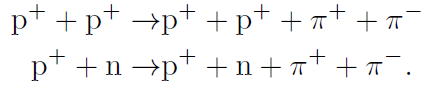 p⁺ + p⁺ →p⁺ + p⁺ + π⁺ + π⁻
p⁺ + n →p⁺ + n + π⁺ + π⁻.